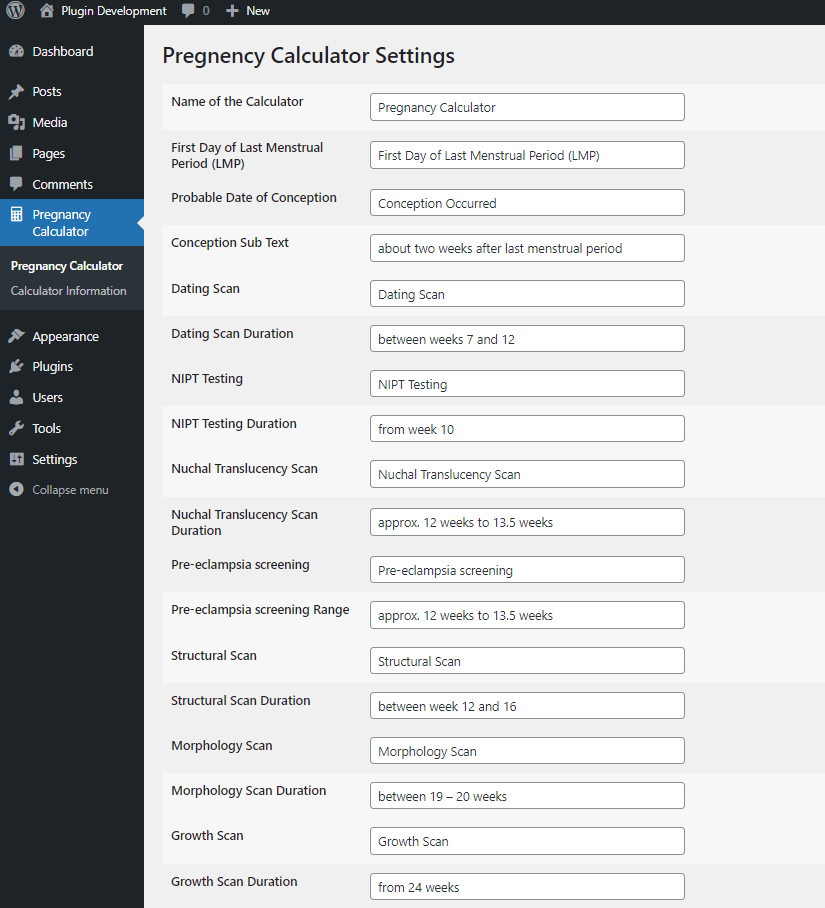 Plugin Development 0 New
Dashboard
Posts
Media
Pages
Comments
Pregnancy
Calculator
Pregnancy Calculator
Calculator Information
Appearance
Plugins
Users
Tools
Settings
Collapse menu
Pregnency Calculator Settings
Name of the Calculator Pregnancy Calculator
First Day of Last Menstrual
Period (LMP)
First Day of Last Menstrual Period (LMP)
Probable Date of Conception Conception Occurred
Conception Sub Text about two weeks after last menstrual period
Dating Scan Dating Scan
Dating Scan Duration between weeks 7 and 12
NIPT Testing NIPT Testing
NIPT Testing Duration from week 10
Nuchal Translucency Scan Nuchal Translucency Scan
Nuchal Translucency Scan
Duration
approx. 12 weeks to 13.5 weeks
Pre-eclampsia screening Pre-eclampsia screening
Pre-eclampsia screening Range approx. 12 weeks to 13.5 weeks
Structural Scan Structural Scan
Structural Scan Duration between week 12 and 16
Morphology Scan Morphology Scan
Morphology Scan Duration between 19 – 20 weeks
Growth Scan Growth Scan
Growth Scan Duration from 24 weeks